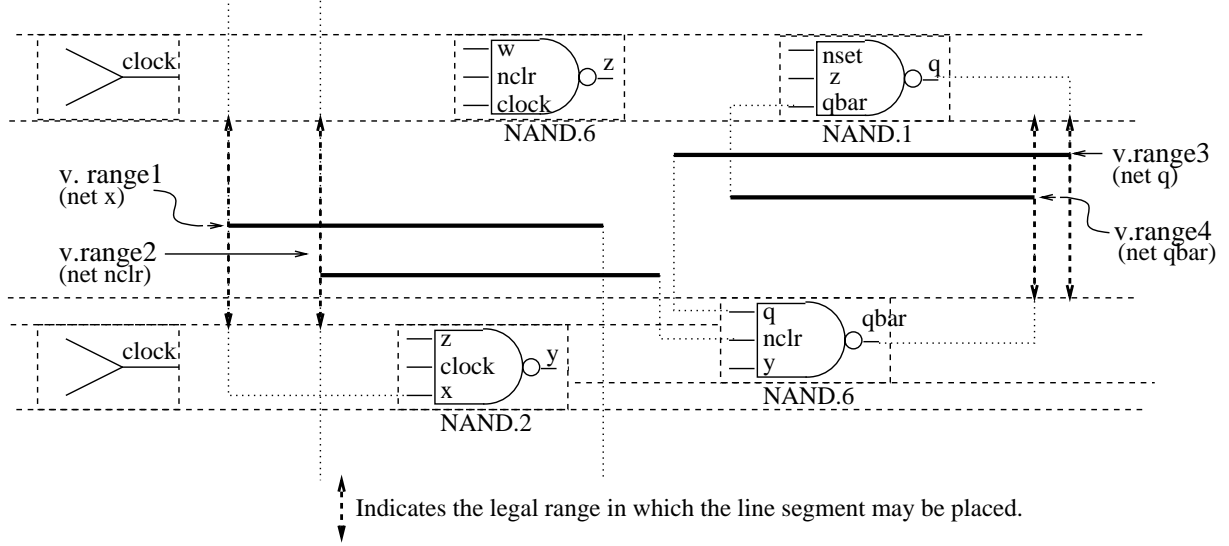 clock
w
nclr
clock
z
NAND.6
nset
z
qbar
q
NAND.1
v. range1
(net x)
v.range2
(net nclr)
v.range3
(net q)
v.range4
(net qbar)
clock
z
clock
x
y
NAND.2
q
nclr
y
qbar
NAND.6
Indicates the legal range in which the line segment may be placed.